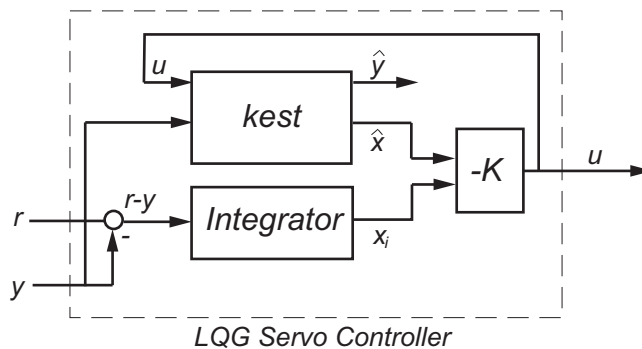 u
ŷ
kest
x̂
-K
u
r
r-y
-
Integrator
xᵢ
y
LQG Servo Controller